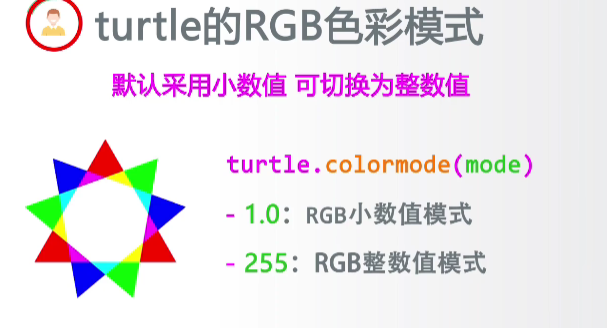 turtle的RGB色彩模式
默认采用小数值 可切换为整数值
turtle.colormode(mode)
- 1.0：RGB小数值模式
- 255：RGB整数值模式